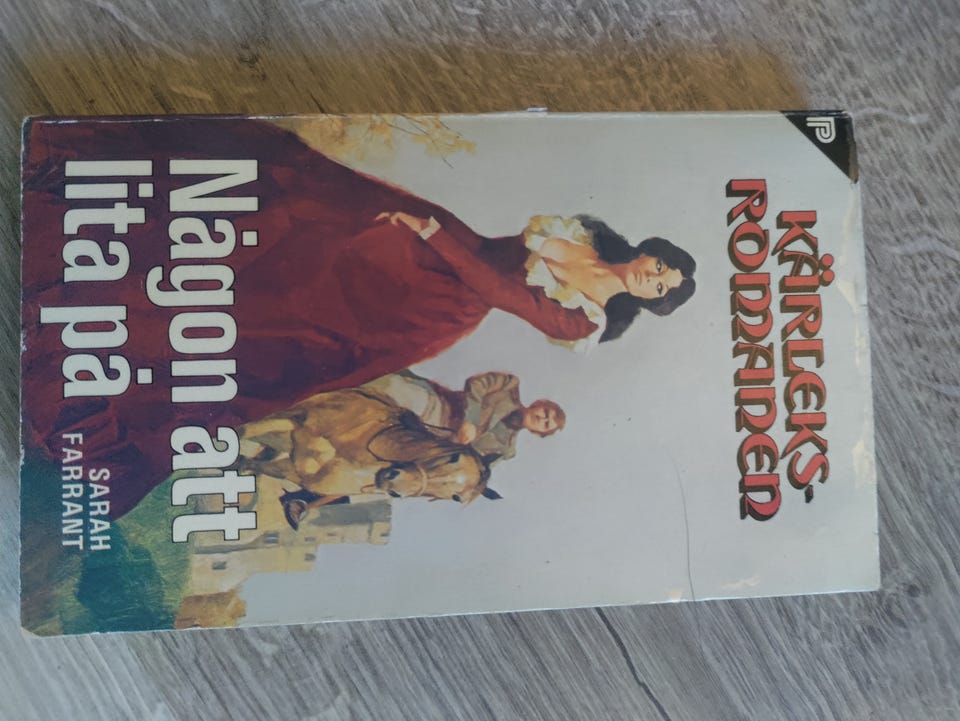 P
KÄRLEKS-
ROMANEN
Någon att
lita på
SARAH
FARRANT